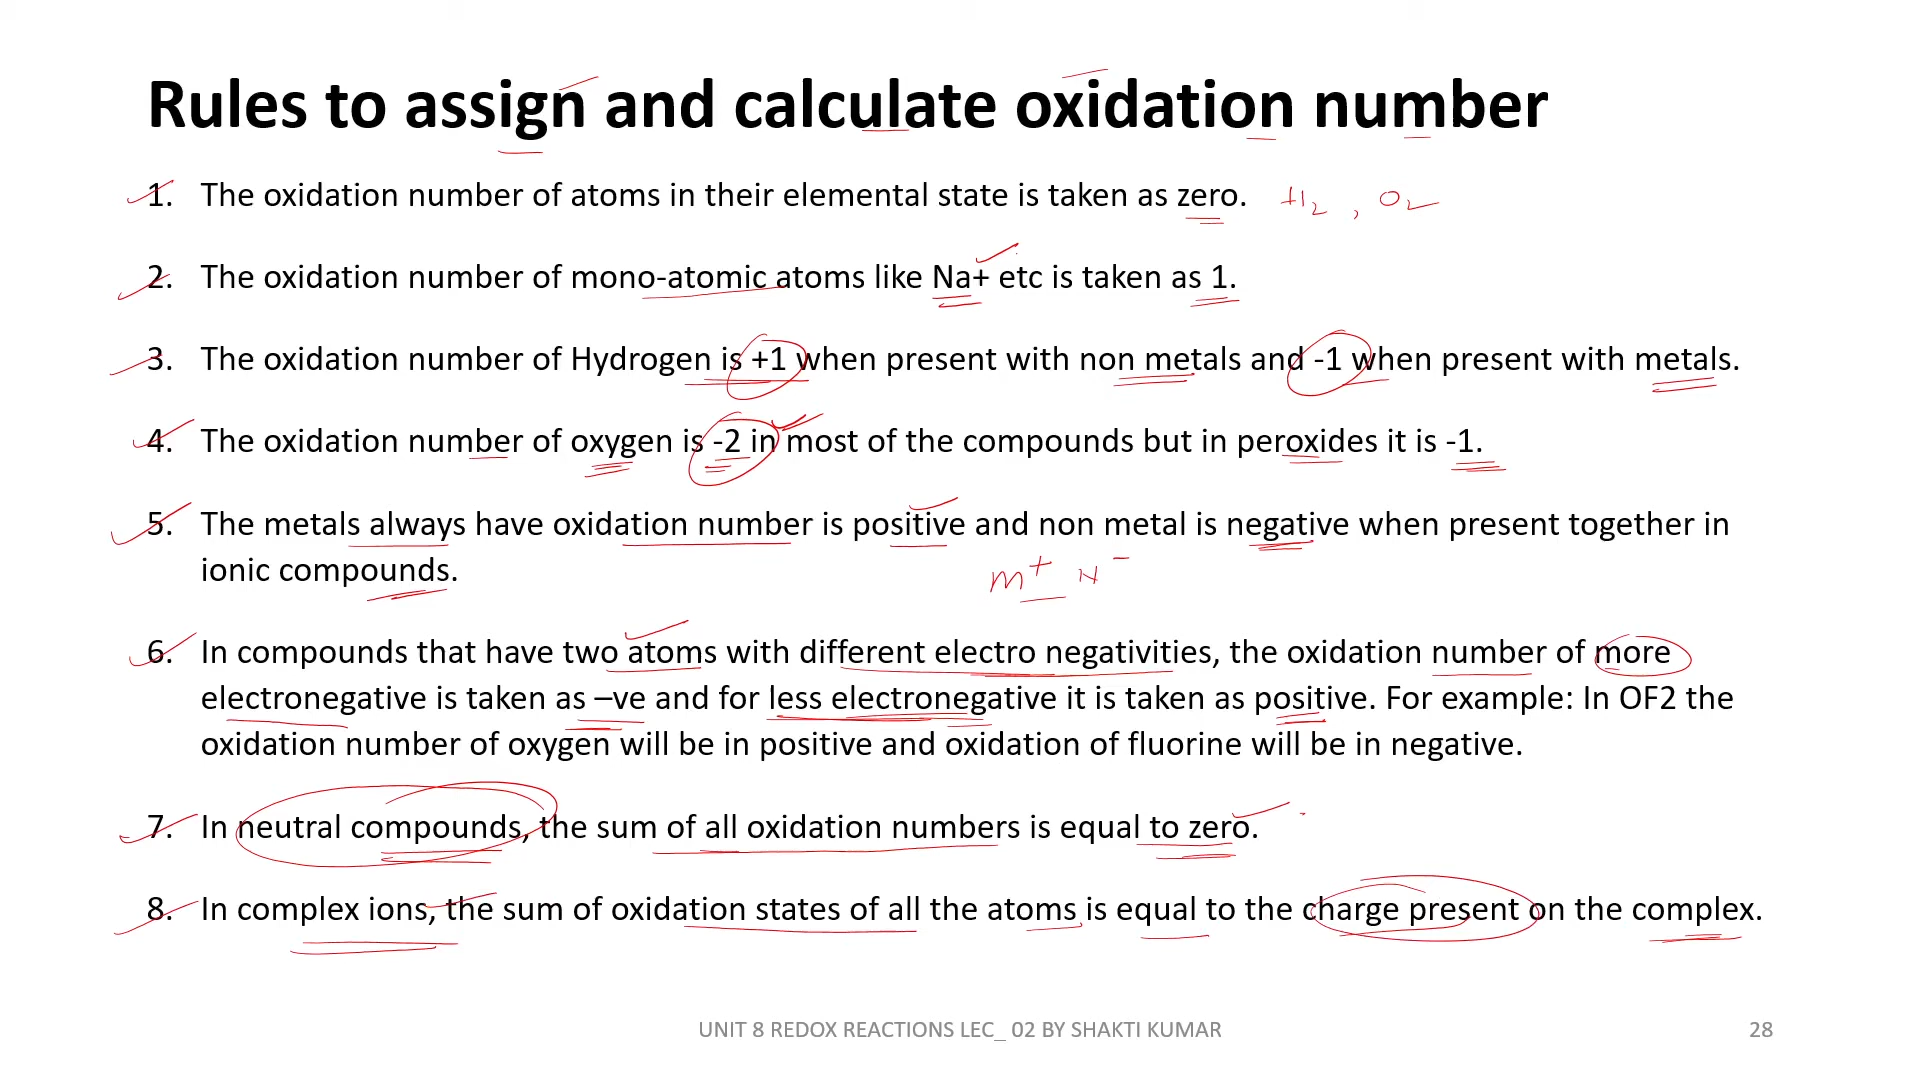 Rules to assign and calculate oxidation number
1. The oxidation number of atoms in their elemental state is taken as zero. H2 , O2
2. The oxidation number of mono-atomic atoms like Na+ etc is taken as 1.
3. The oxidation number of Hydrogen is +1 when present with non metals and -1 when present with metals.
4. The oxidation number of oxygen is -2 in most of the compounds but in peroxides it is -1.
5. The metals always have oxidation number is positive and non metal is negative when present together in
ionic compounds.
M+ N-
6. In compounds that have two atoms with different electro negativities, the oxidation number of more
electronegative is taken as –ve and for less electronegative it is taken as positive. For example: In OF2 the
oxidation number of oxygen will be in positive and oxidation of fluorine will be in negative.
7. In neutral compounds, the sum of all oxidation numbers is equal to zero.
8. In complex ions, the sum of oxidation states of all the atoms is equal to the charge present on the complex.
UNIT 8 REDOX REACTIONS LEC_ 02 BY SHAKTI KUMAR
28